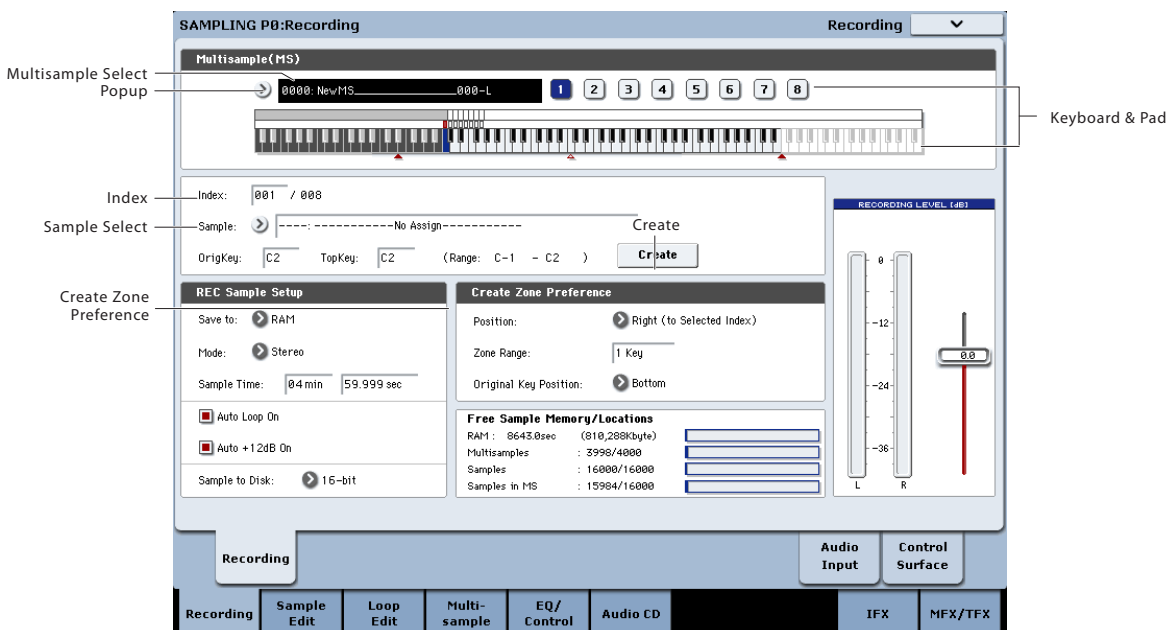 SAMPLING P0:Recording
Recording
Multisample(MS)
Multisample Select
Popup
0000: NewMS_______________000-L
1 2 3 4 5 6 7 8
Keyboard & Pad
Index
Index: 001 / 008
Sample Select
Sample: ----: ------------No Assign------------
Create
OrigKey: C2 TopKey: C2 (Range: C-1 - C2 ) Create
RECORDING LEVEL [dB]
0
-12
-24
-36
L R
0.0
Create Zone
Preference
REC Sample Setup
Save to: RAM
Mode: Stereo
Sample Time: 04 min 59.999 sec
Auto Loop On
Auto +12dB On
Sample to Disk: 16-bit
Create Zone Preference
Position: Right (to Selected Index)
Zone Range: 1 Key
Original Key Position: Bottom
Free Sample Memory/Locations
RAM : 8643.0sec (810,288Kbyte)
Multisamples : 3998/4000
Samples : 16000/16000
Samples in MS : 15984/16000
Recording
Audio
Input
Control
Surface
Recording
Sample
Edit
Loop
Edit
Multi-
sample
EQ/
Control
Audio CD
IFX
MFX/TFX